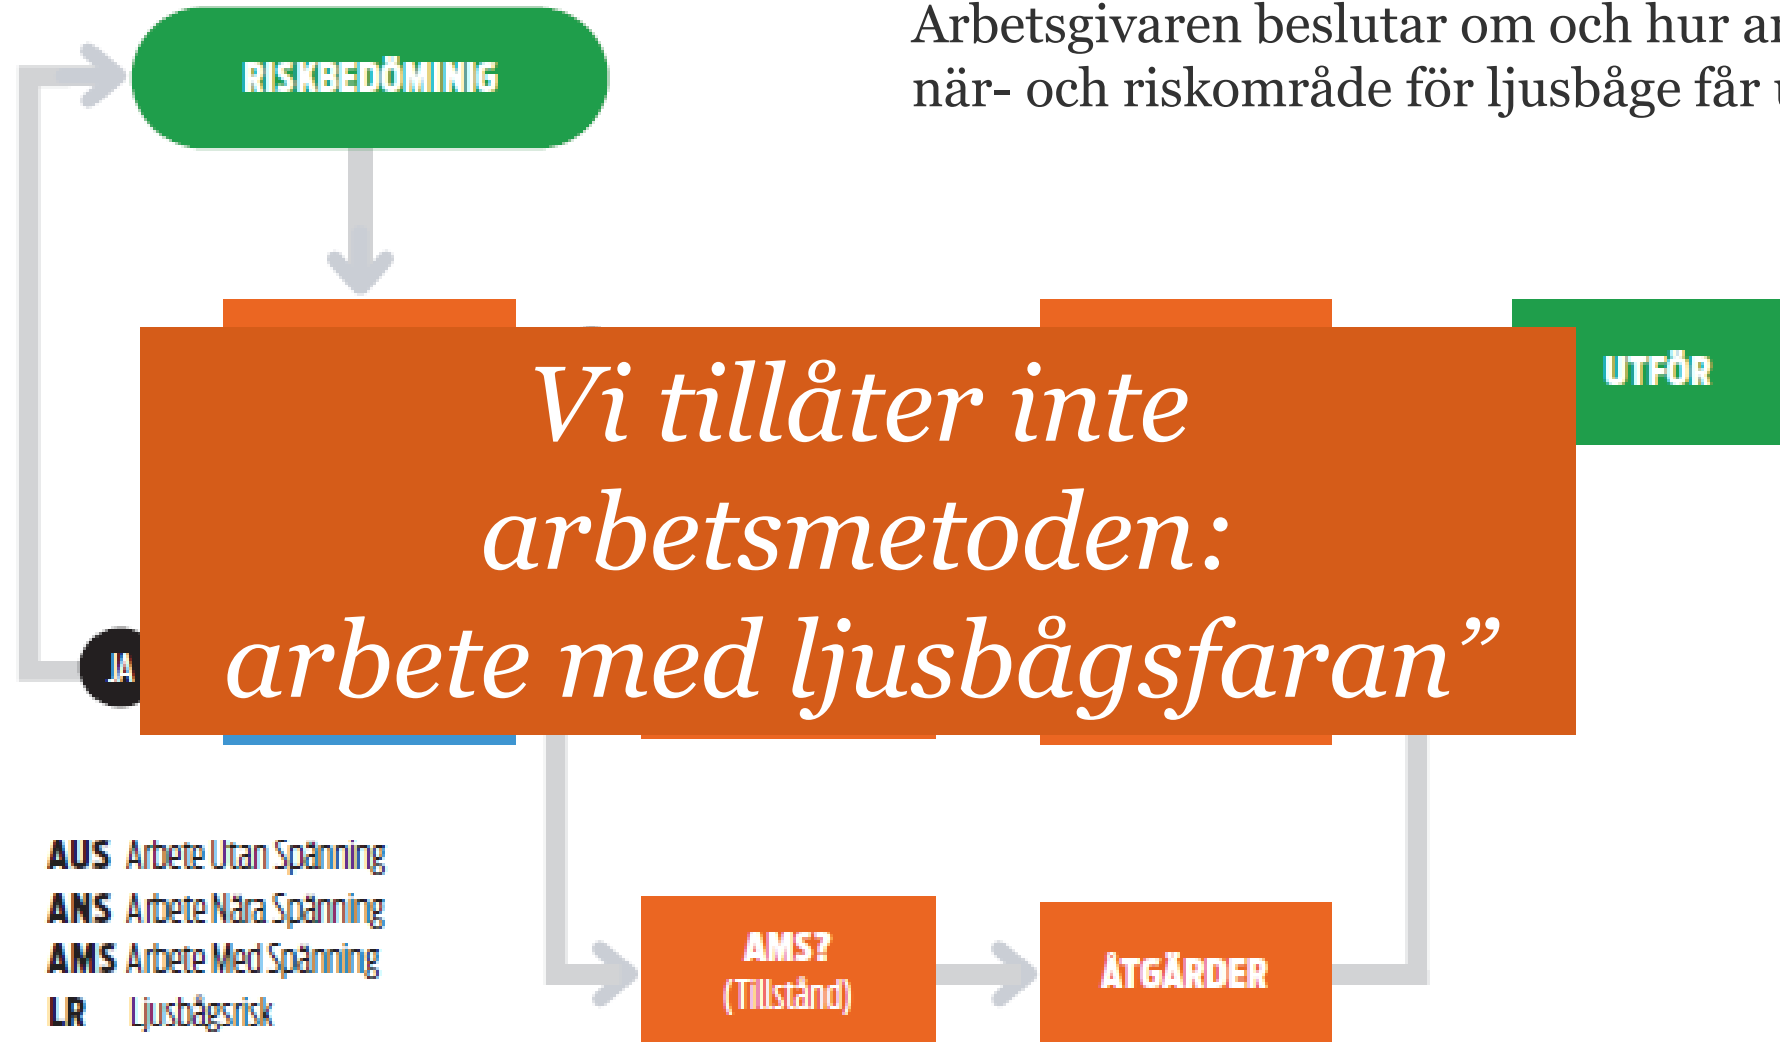 Arbetsgivaren beslutar om och hur
när- och riskområde för ljusbåge får
RISKBEDÖMINIG
UTFÖR
Vi tillåter inte
arbetsmetoden:
arbete med ljusbågsfaran”
JA
AUS Arbete Utan Spänning
ANS Arbete Nära Spänning
AMS Arbete Med Spänning
LR Ljusbågsrisk
AMS?
(Tillstånd)
ÅTGÄRDER